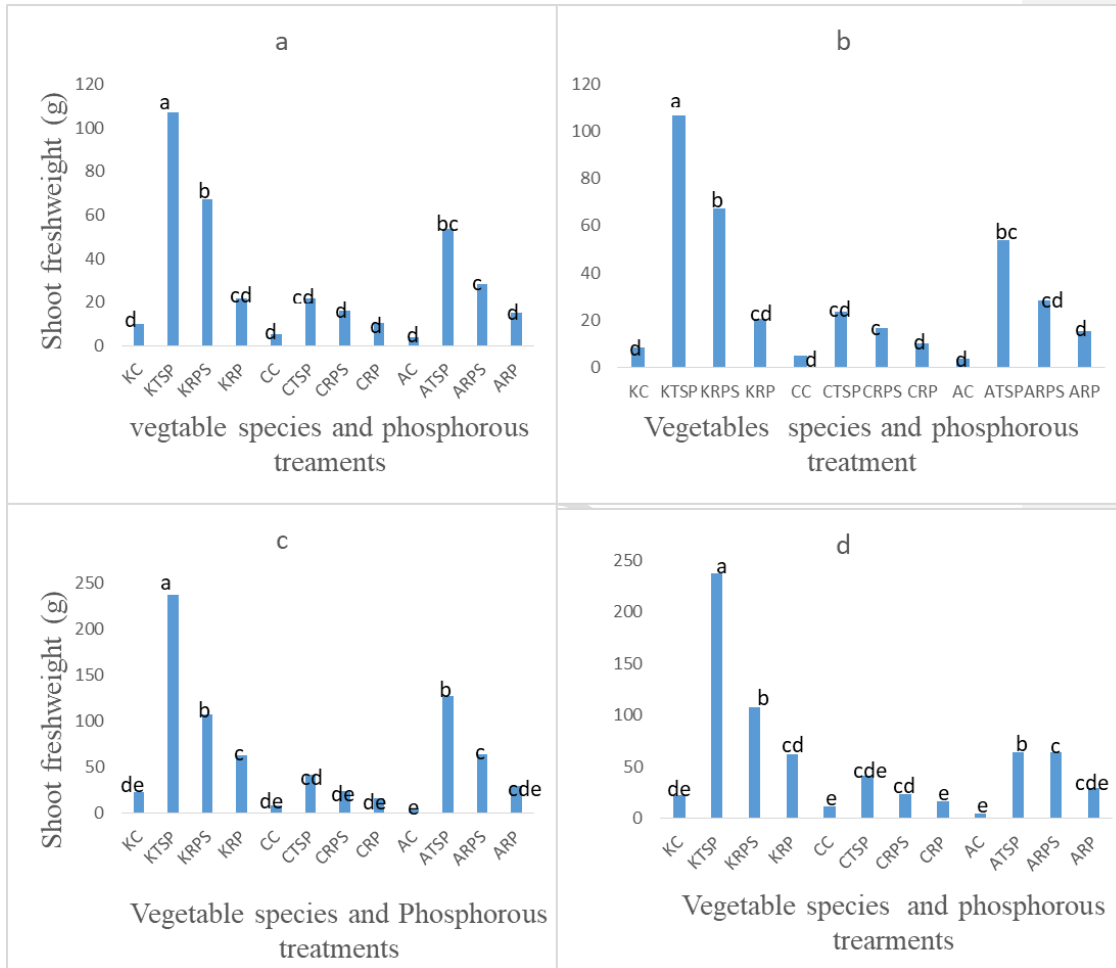 a
Shoot freshweight (g)
120
100
80
60
40
20
0
d
a
b
cd
d
cd
d
d
d
bc
c
d
KC KTSP KRPS KRP CC CTSP CRPS CRP AC ATSP ARPS ARP
vegtable species and phosphorous
treaments
b
120
100
80
60
40
20
0
d
a
b
cd
d
cd
c
d
d
bc
cd
d
KC KTSP KRPS KRP CC CTSP CRPS CRP AC ATSP ARPS ARP
Vegetables species and phosphorous
treatment
c
Shoot freshweight (g)
250
200
150
100
50
0
de
a
b
c
de
cd
de
de
e
b
c
cde
KC KTSP KRPS KRP CC CTSP CRPS CRP AC ATSP ARPS ARP
Vegetable species and Phosphorous
treatments
d
250
200
150
100
50
0
de
a
b
cd
e
cde
cd
e
e
b
c
cde
KC KTSP KRPS KRP CC CTSP CRPS CRP AC ATSP ARPS ARP
Vegetable species and phosphorous
trearments